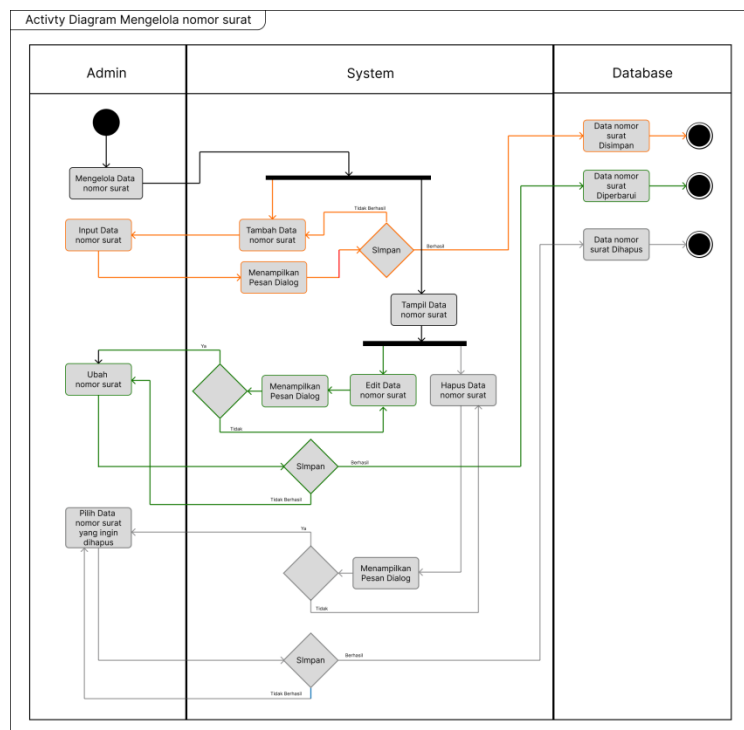 Activty Diagram Mengelola nomor surat
Admin
System
Database
Data nomor
surat
Disimpan
Mengelola Data
nomor surat
Data nomor
surat
Diperbarui
Tidak Berhasil
Input Data
nomor surat
Tambah Data
nomor surat
SImpan
Berhasil
Data nomor
surat Dihapus
Menampilkan
Pesan Dialog
Tampil Data
nomor surat
Ya
Ubah
nomor surat
Menampilkan
Pesan Dialog
Edit Data
nomor surat
Hapus Data
nomor surat
Tidak
SImpan
Berhasil
Tidak Berhasil
Pilih Data
nomor surat
yang ingin
dihapus
Ya
Menampilkan
Pesan Dialog
Tidak
SImpan
Berhasil
Tidak Berhasil